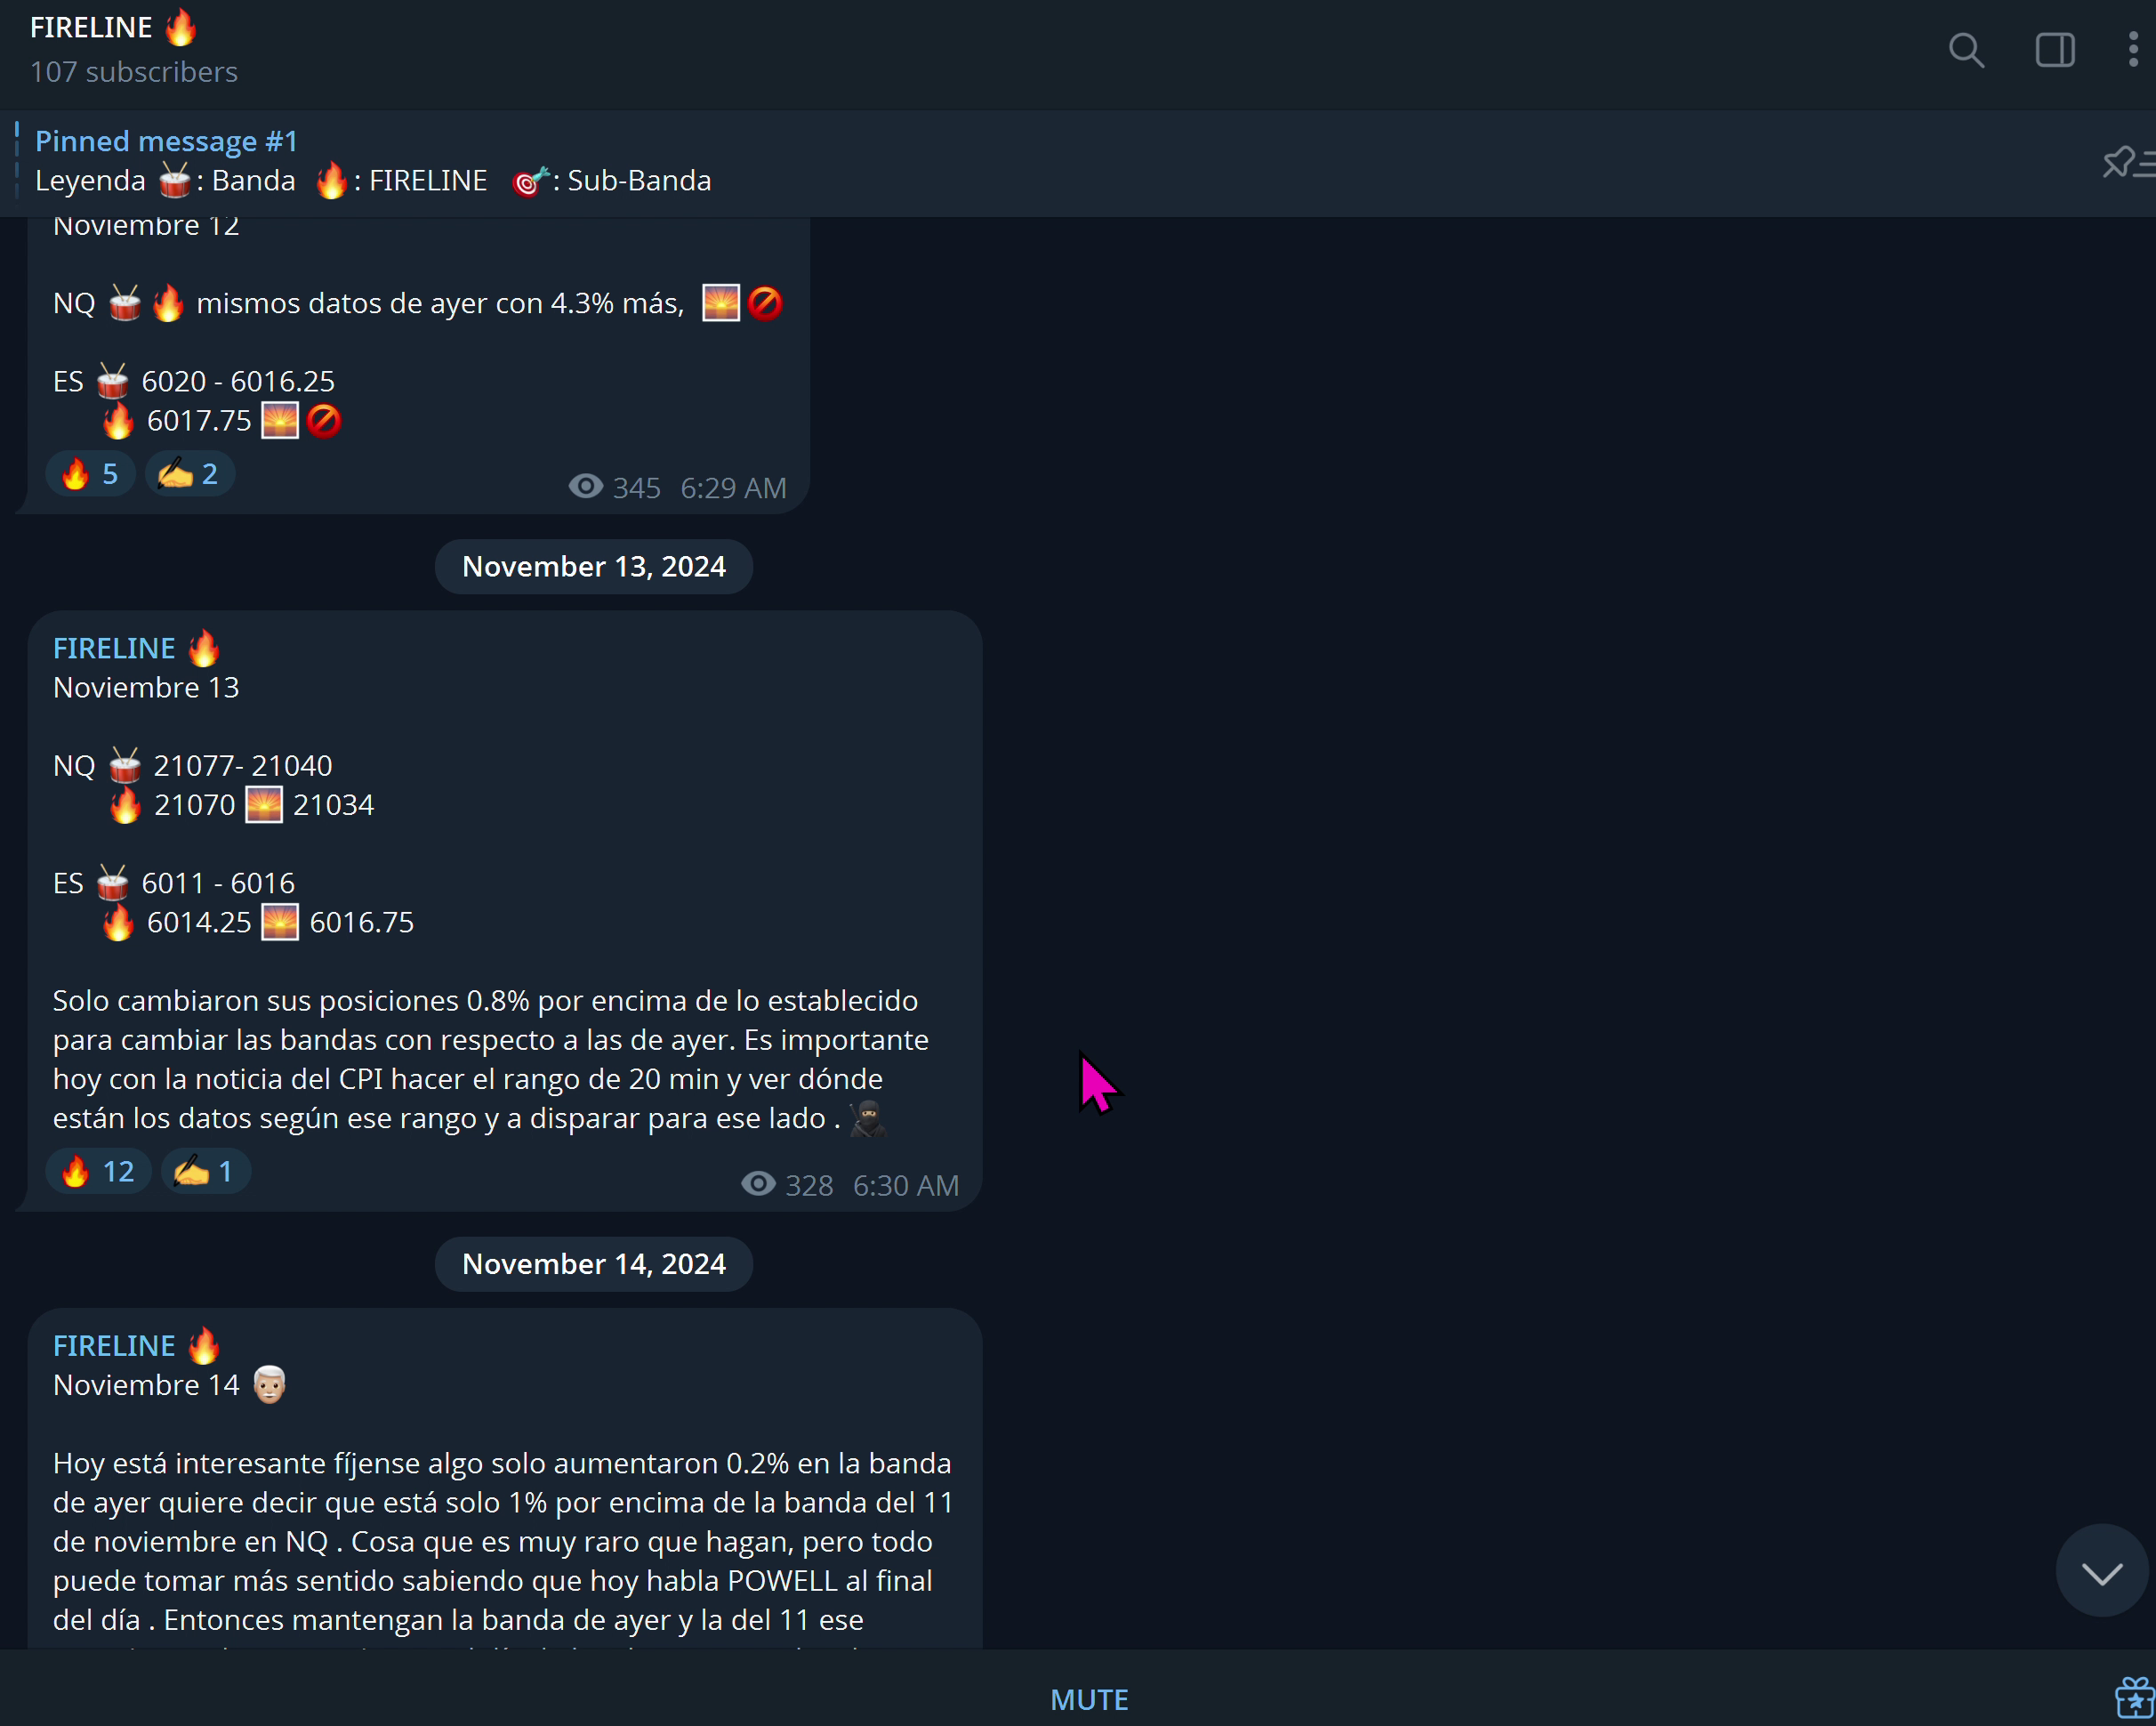 FIRELINE 🔥
107 subscribers
Pinned message #1
Leyenda 🥁: Banda 🔥: FIRELINE 🎯: Sub-Banda
Noviembre 12
NQ 🥁🔥 mismos datos de ayer con 4.3% más, 🌅🚫
ES 🥁 6020 - 6016.25
🔥 6017.75 🌅🚫
🔥 5 ✍️ 2 345 6:29 AM
November 13, 2024
FIRELINE 🔥
Noviembre 13
NQ 🥁 21077- 21040
🔥 21070 🌅 21034
ES 🥁 6011 - 6016
🔥 6014.25 🌅 6016.75
Solo cambiaron sus posiciones 0.8% por encima de lo establecido
para cambiar las bandas con respecto a las de ayer. Es importante
hoy con la noticia del CPI hacer el rango de 20 min y ver dónde
están los datos según ese rango y a disparar para ese lado . 🥷
🔥 12 ✍️ 1 328 6:30 AM
November 14, 2024
FIRELINE 🔥
Noviembre 14 👨🏼‍🦳
Hoy está interesante fíjense algo solo aumentaron 0.2% en la banda
de ayer quiere decir que está solo 1% por encima de la banda del 11
de noviembre en NQ . Cosa que es muy raro que hagan, pero todo
puede tomar más sentido sabiendo que hoy habla POWELL al final
del día . Entonces mantengan la banda de ayer y la del 11 ese
MUTE